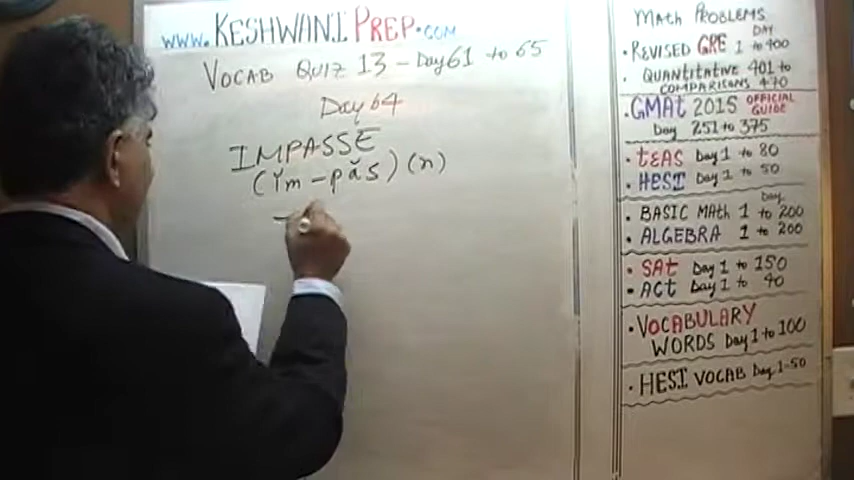 www.KESHWANIPREP.com
VOCAB QUIZ 13 - Day 61 to 65
Day 64
IMPASSE
(ĭm-păs) (n)
MATH PROBLEMS
DAY
• REVISED GRE 1 to 400
• QUANTITATIVE 401 to
COMPARISONS 470
• GMAt 2015 OFFICIAL GUIDE
Day 251 to 375
• tEAS Day 1 to 80
• HESI Day 1 to 50
Day
• BASIC MAth 1 to 200
• ALGEBRA 1 to 200
• SAt Day 1 to 150
• ACt Day 1 to 40
• VOCABULARY
WORDS Day 1 to 100
• HESI VOCAB Day 1-50